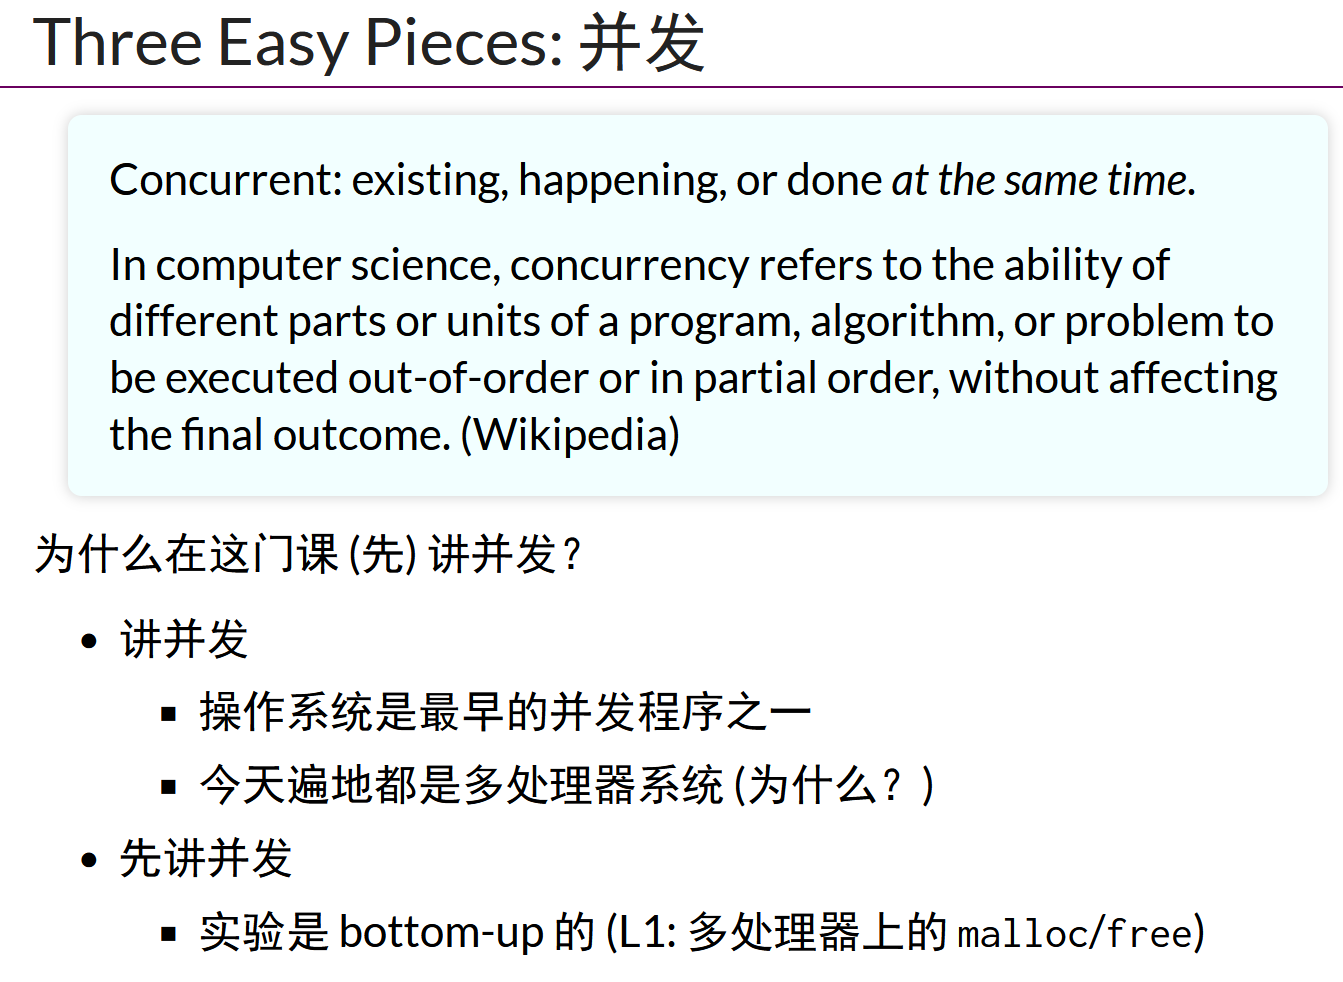 Three Easy Pieces: 并发
Concurrent: existing, happening, or done at the same time.
In computer science, concurrency refers to the ability of
different parts or units of a program, algorithm, or problem to
be executed out-of-order or in partial order, without affecting
the final outcome. (Wikipedia)
为什么在这门课 (先) 讲并发？
讲并发
操作系统是最早的并发程序之一
今天遍地都是多处理器系统 (为什么？)
先讲并发
实验是 bottom-up 的 (L1: 多处理器上的 malloc/free)